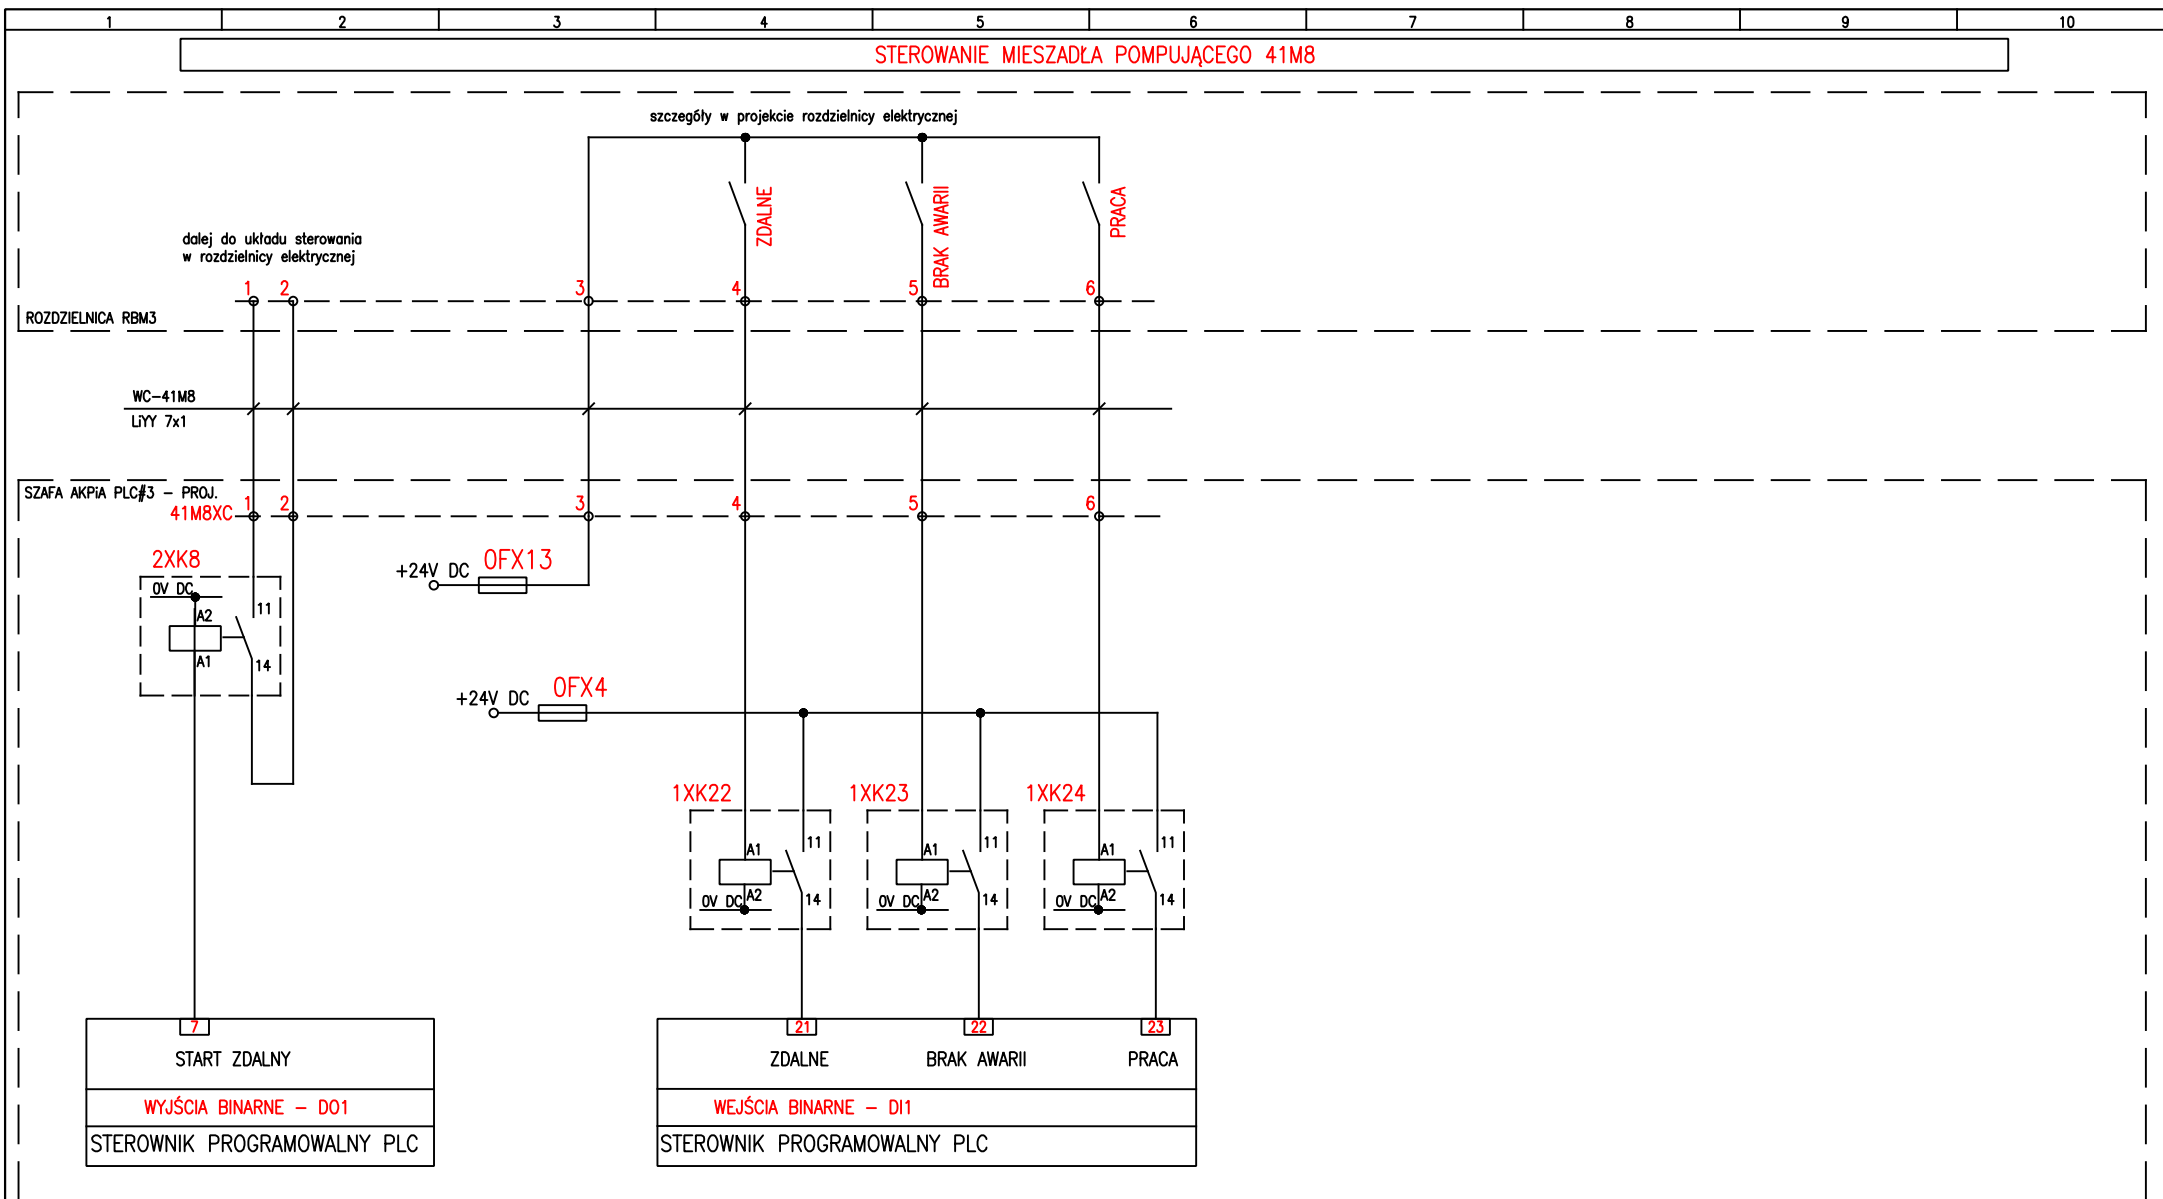 1 2 3 4 5 6 7 8 9 10
STEROWANIE MIESZADŁA POMPUJĄCEGO 41M8
szczegóły w projekcie rozdzielnicy elektrycznej
ZDALNE
BRAK AWARII
PRACA
dalej do układu sterowania
w rozdzielnicy elektrycznej
1 2 3 4 5 6
ROZDZIELNICA RBM3
WC-41M8
LiYY 7x1
SZAFA AKPiA PLC#3 - PROJ.
41M8XC 1 2 3 4 5 6
2XK8
0V DC
A2
A1
11
14
+24V DC 0FX13
+24V DC 0FX4
1XK22 1XK23 1XK24
A1 11 A1 11 A1 11
0V DC A2 14 0V DC A2 14 0V DC A2 14
7
START ZDALNY
WYJŚCIA BINARNE - DO1
STEROWNIK PROGRAMOWALNY PLC
21 22 23
ZDALNE BRAK AWARII PRACA
WEJŚCIA BINARNE - DI1
STEROWNIK PROGRAMOWALNY PLC